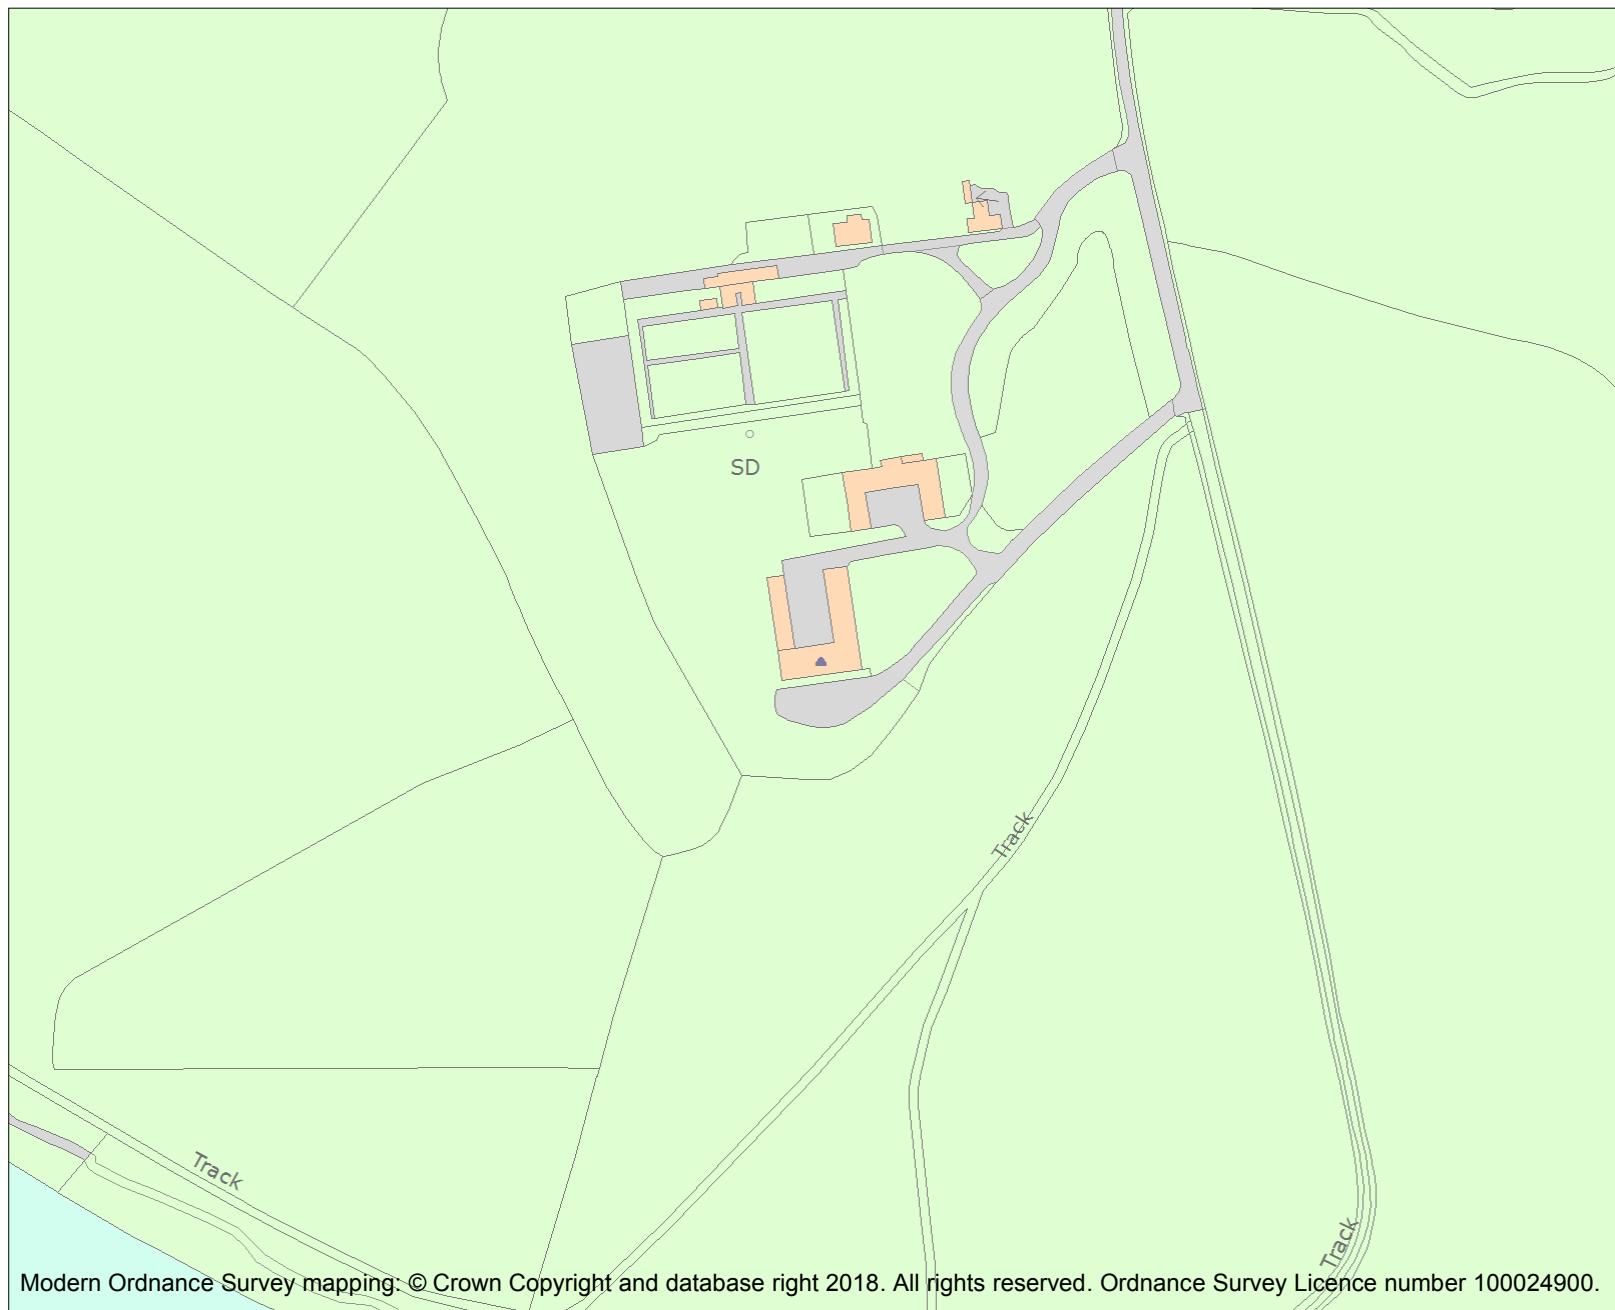 SD
Track
Track
Track
Modern Ordnance Survey mapping: © Crown Copyright and database right 2018. All rights reserved. Ordnance Survey Licence number 100024900.